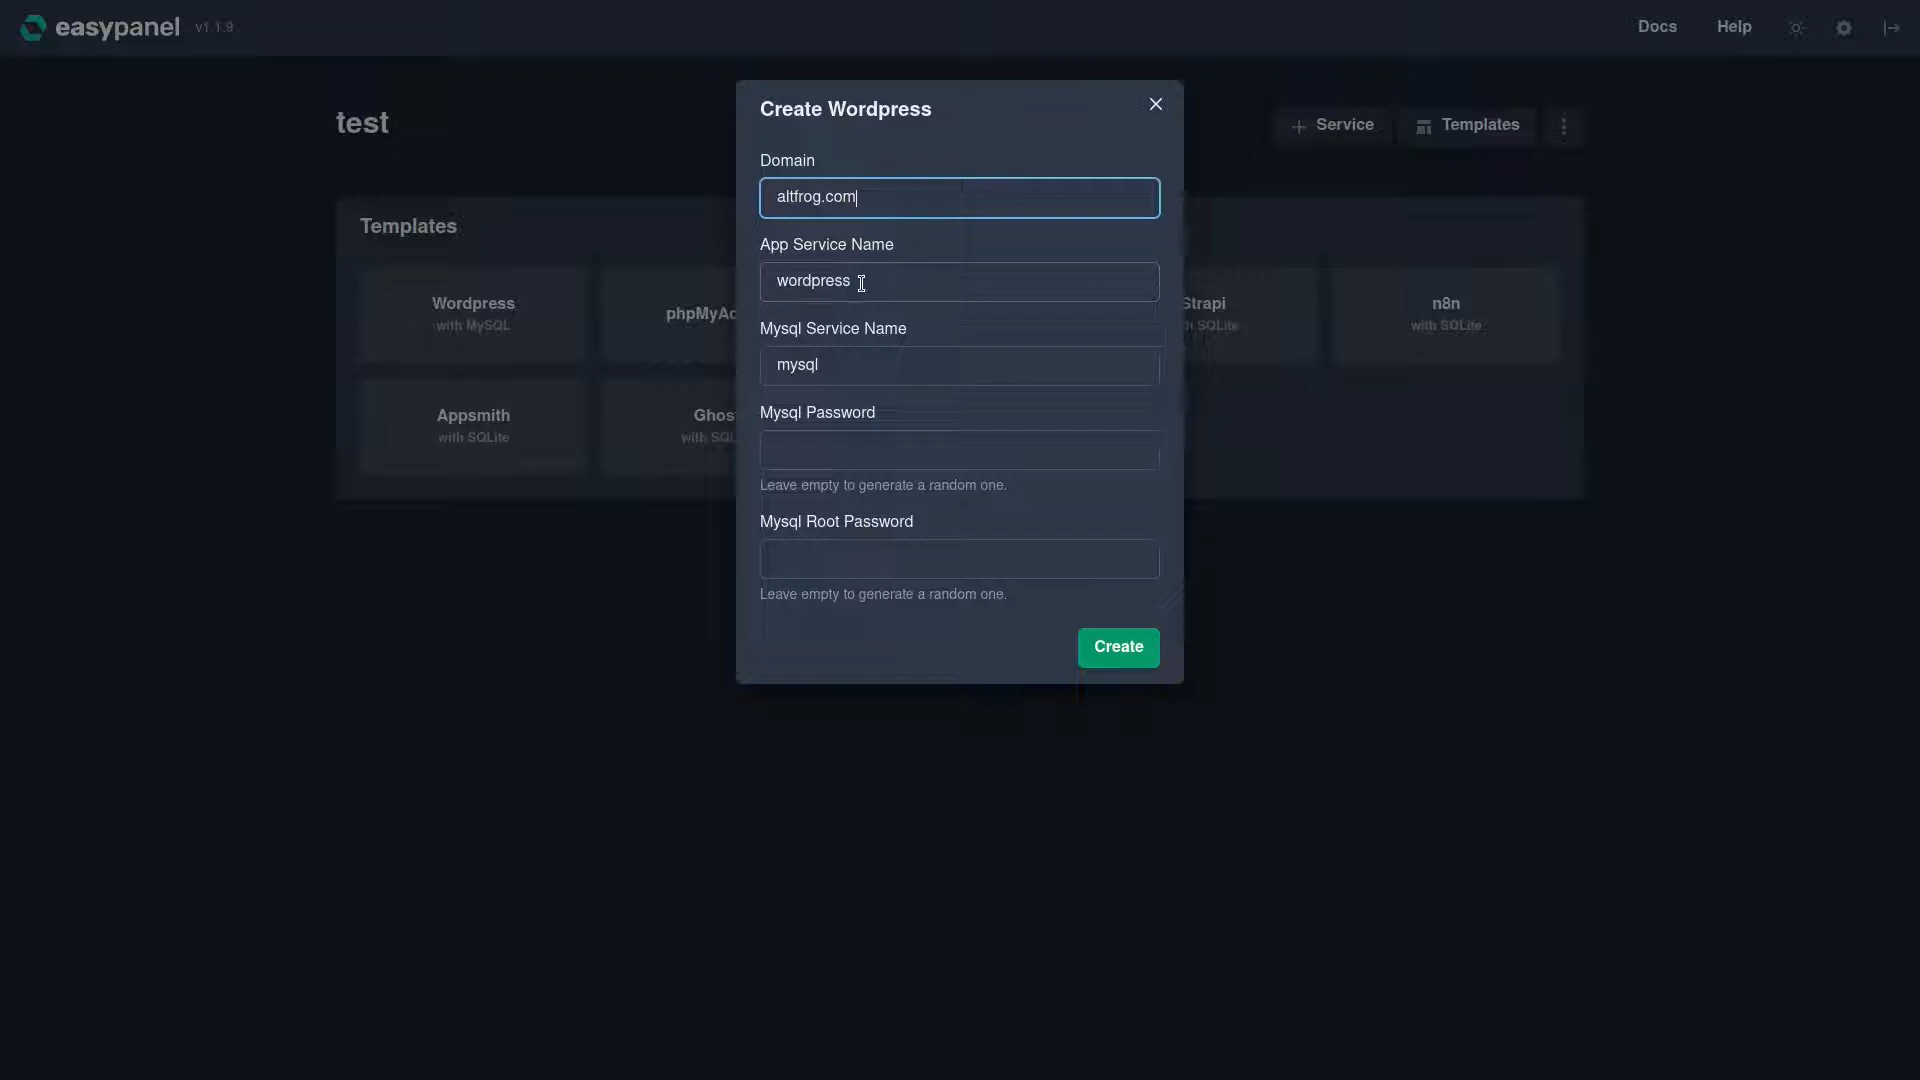 easypanel v1.1.9
Docs Help
test
Service Templates
Templates
Wordpress
with MySQL
with SQLite
n8n
with SQLite
Appsmith
with SQLite
Create Wordpress
Domain
altfrog.com
App Service Name
wordpress
Mysql Service Name
mysql
Mysql Password
Leave empty to generate a random one.
Mysql Root Password
Leave empty to generate a random one.
Create